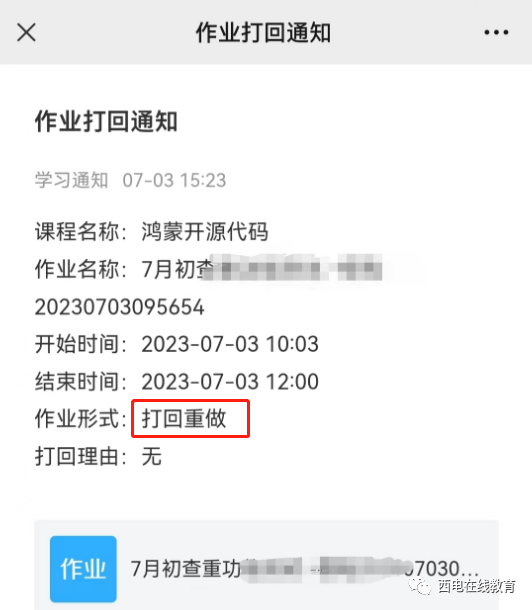 作业打回通知
作业打回通知
学习通知 07-03 15:23
课程名称：鸿蒙开源代码
作业名称：7月初查
20230703095654
开始时间：2023-07-03 10:03
结束时间：2023-07-03 12:00
作业形式：打回重做
打回理由：无
作业 7月初查重功 07030...
西电在线教育